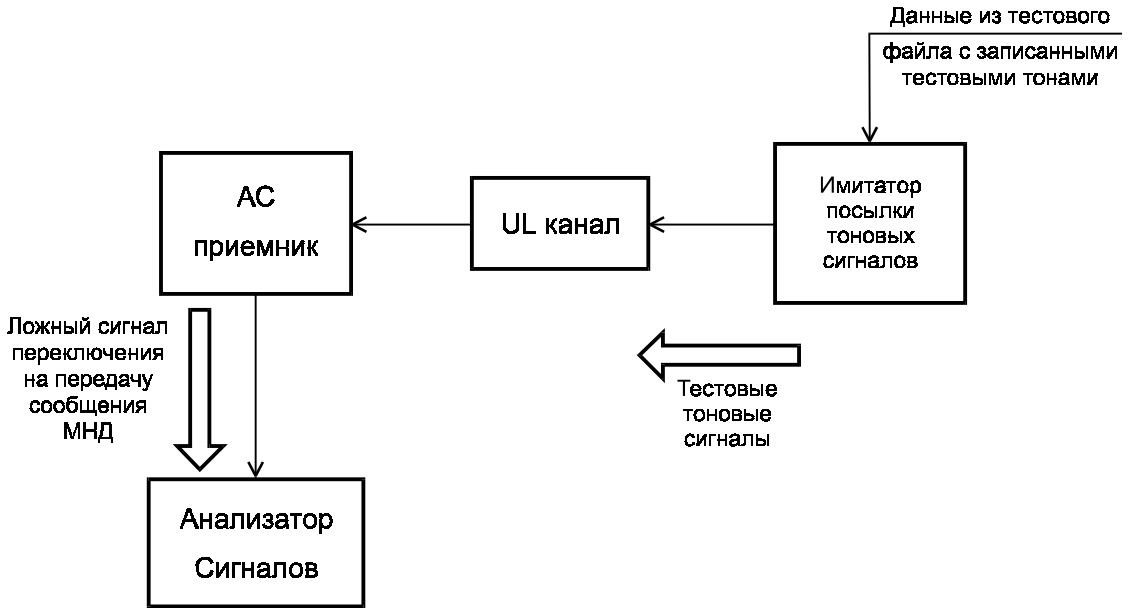 Данные из тестового
файла с записанными
тестовыми тонами
АС
приемник
UL канал
Имитатор
посылки
тоновых
сигналов
Ложный сигнал
переключения
на передачу
сообщения
МНД
Тестовые
тоновые
сигналы
Анализатор
Сигналов